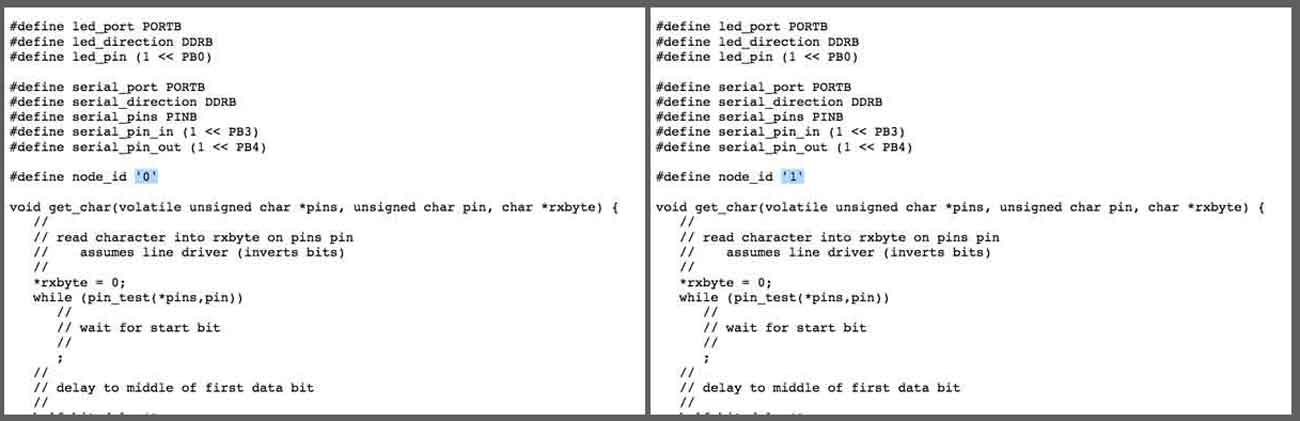 #define led_port PORTB
#define led_direction DDRB
#define led_pin (1 << PB0)
#define serial_port PORTB
#define serial_direction DDRB
#define serial_pins PINB
#define serial_pin_in (1 << PB3)
#define serial_pin_out (1 << PB4)
#define node_id '0'
void get_char(volatile unsigned char *pins, unsigned char pin, char *rxbyte) {
//
// read character into rxbyte on pins pin
//    assumes line driver (inverts bits)
//
*rxbyte = 0;
while (pin_test(*pins,pin))
//
// wait for start bit
//
;
//
// delay to middle of first data bit
//
#define led_port PORTB
#define led_direction DDRB
#define led_pin (1 << PB0)
#define serial_port PORTB
#define serial_direction DDRB
#define serial_pins PINB
#define serial_pin_in (1 << PB3)
#define serial_pin_out (1 << PB4)
#define node_id '1'
void get_char(volatile unsigned char *pins, unsigned char pin, char *rxbyte) {
//
// read character into rxbyte on pins pin
//    assumes line driver (inverts bits)
//
*rxbyte = 0;
while (pin_test(*pins,pin))
//
// wait for start bit
//
;
//
// delay to middle of first data bit
//